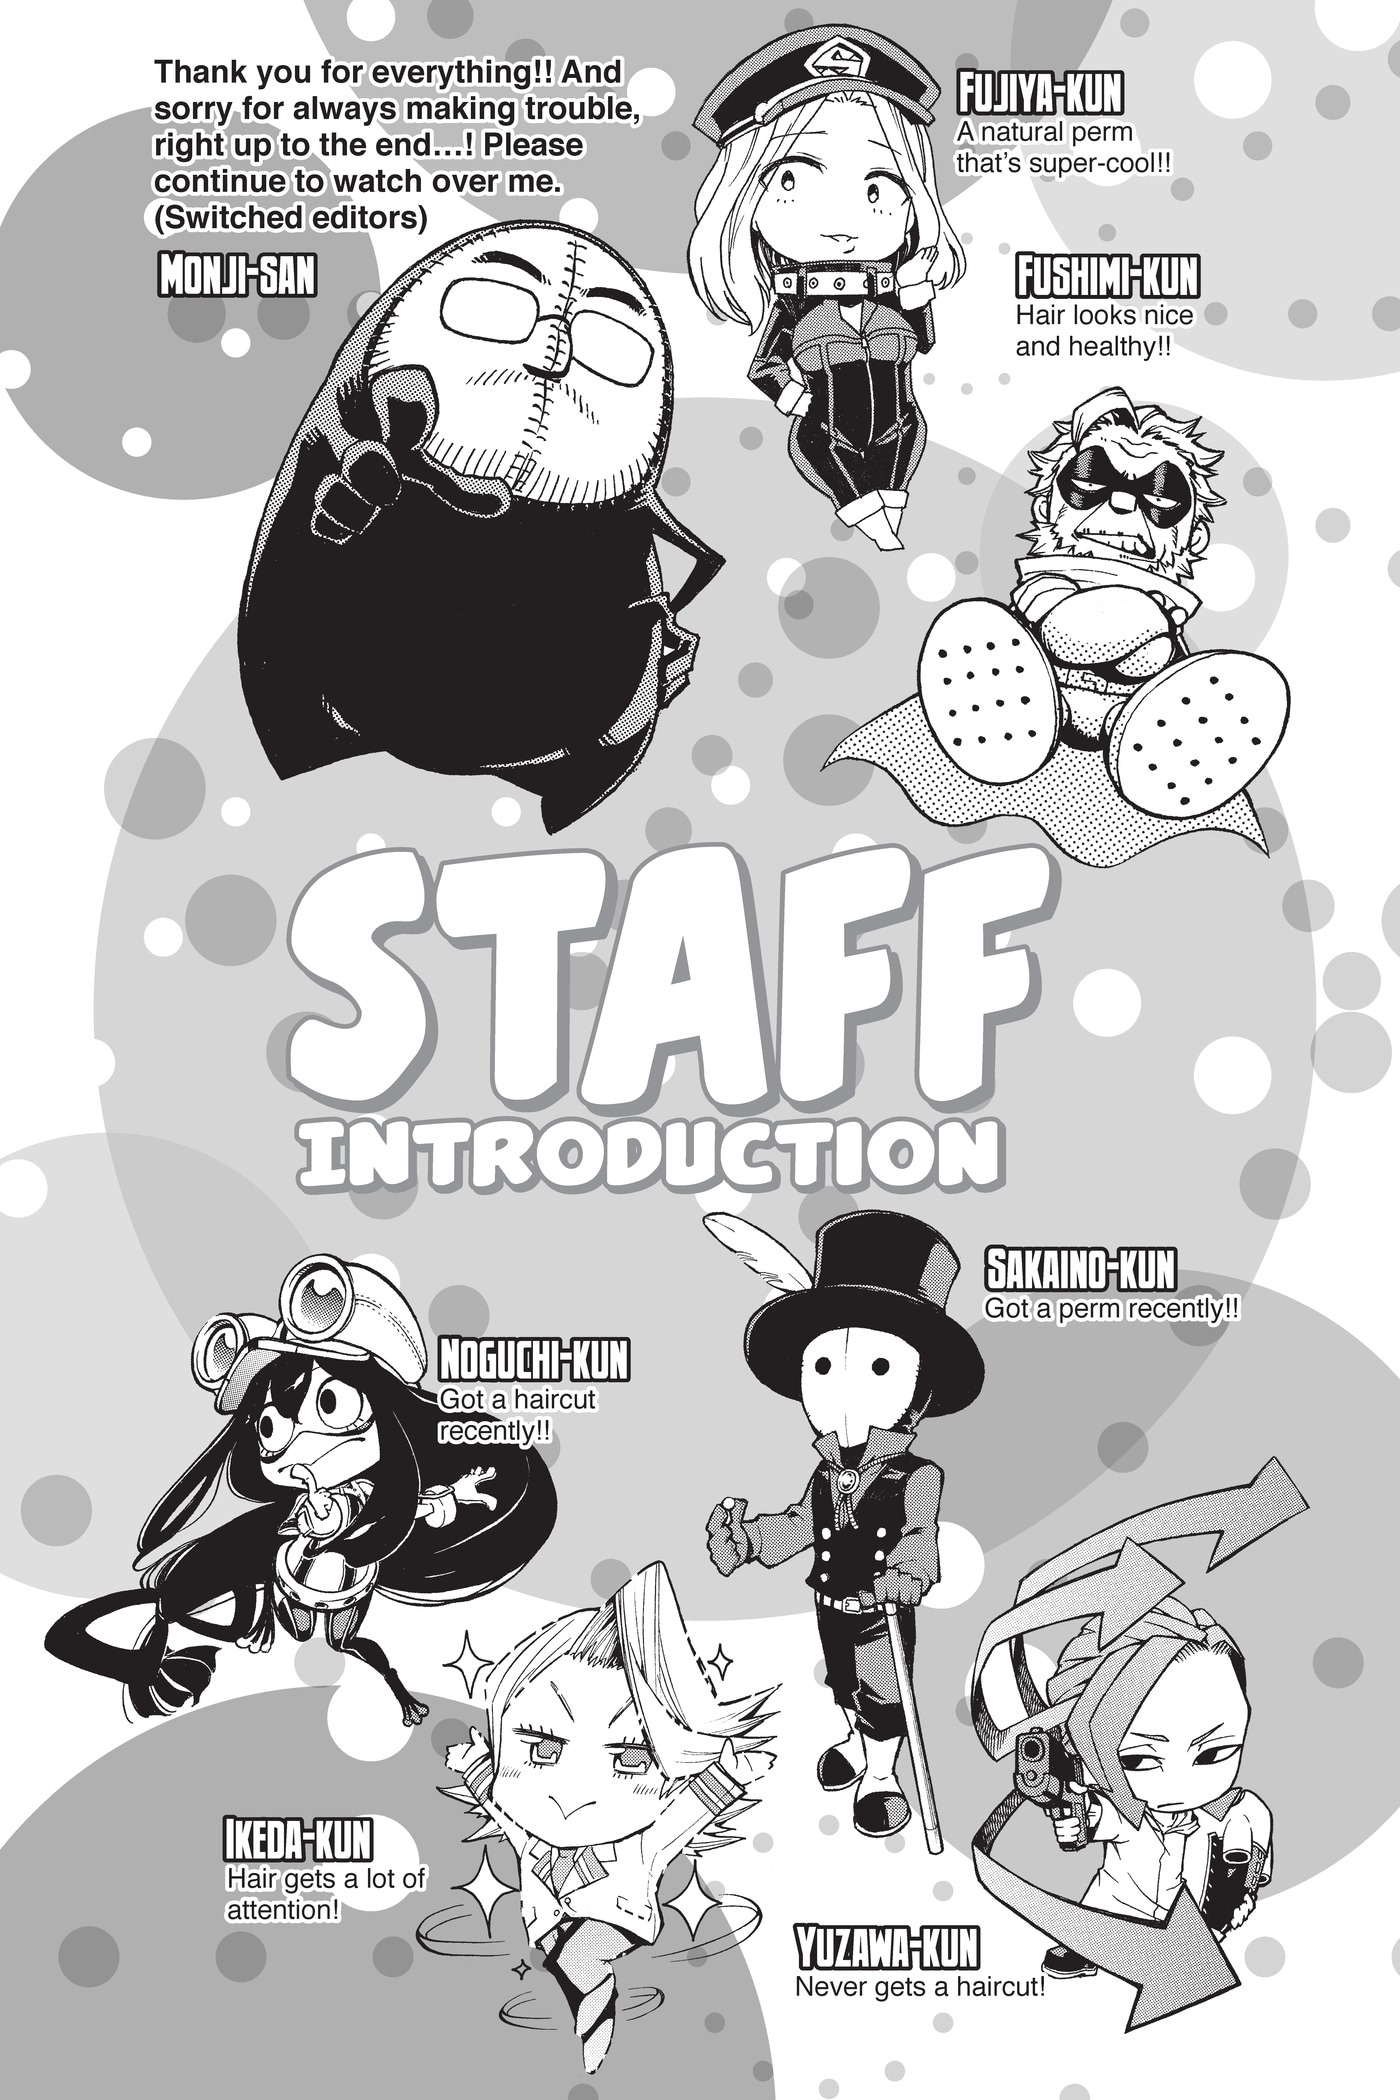 Thank you for everything!! And
sorry for always making trouble,
right up to the end...! Please
continue to watch over me.
(Switched editors)
MONJI-SAN
FUJIYA-KUN
A natural perm
that's super-cool!!
FUSHIMI-KUN
Hair looks nice
and healthy!!
S
STAFF
INTRODUCTION
SAKAINO-KUN
Got a perm recently!!
NOGUCHI-KUN
Got a haircut
recently!!
IKEDA-KUN
Hair gets a lot of
attention!
YUZAWA-KUN
Never gets a haircut!